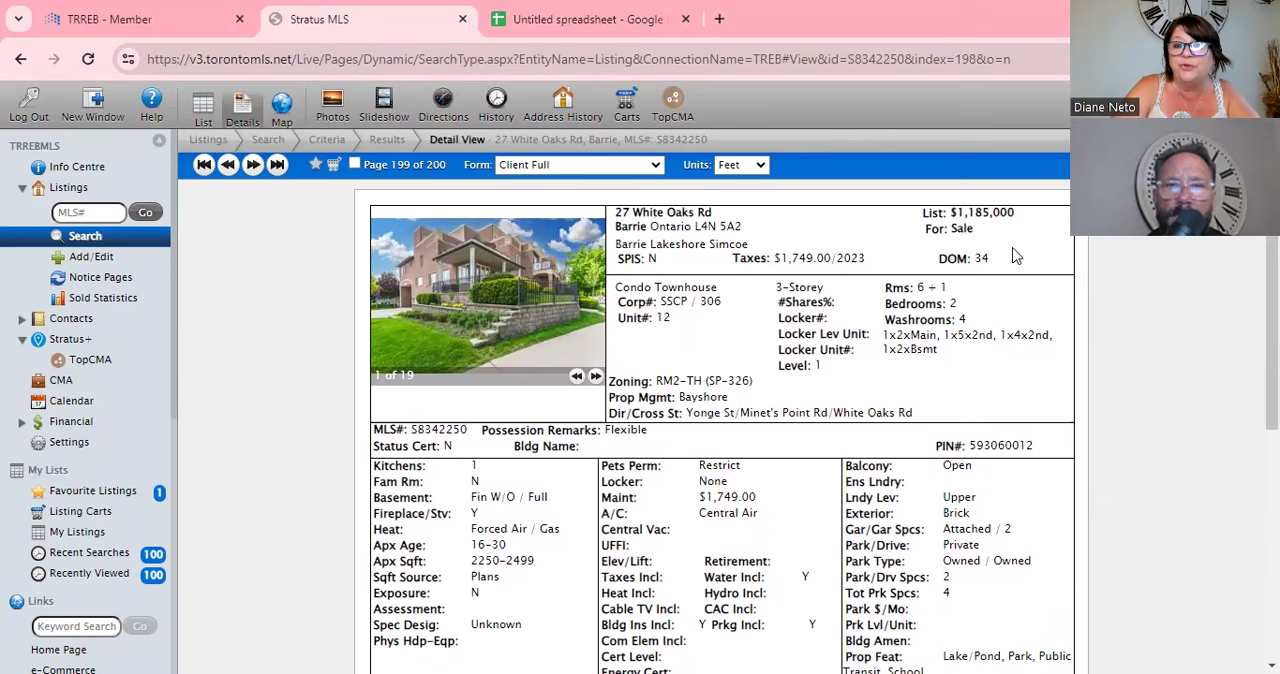 TRREB - Member
Stratus MLS
Untitled spreadsheet - Google
https://v3.torontomls.net/Live/Pages/Dynamic/SearchType.aspx?EntityName=Listing&ConnectionName=TREB#View&id=S8342250&index=198&o=n
Diane Neto
Log Out New Window Help List Details Map Photos Slideshow Directions History Address History Carts TopCMA
TRREBMLS
Listings Search Criteria Results Detail View · 27 White Oaks Rd, Barrie, MLS#: S8342250
Page 199 of 200 Form: Client Full Units: Feet
Info Centre
Listings
MLS# Go
Search
Add/Edit
Notice Pages
Sold Statistics
Contacts
Stratus+
TopCMA
CMA
Calendar
Financial
Settings
My Lists
Favourite Listings 1
Listing Carts
My Listings
Recent Searches 100
Recently Viewed 100
Links
Keyword Search Go
Home Page
e-Commerce
1 of 19
27 White Oaks Rd List: $1,185,000
Barrie Ontario L4N 5A2 For: Sale
Barrie Lakeshore Simcoe
SPIS: N Taxes: $1,749.00/2023 DOM: 34
Condo Townhouse 3-Storey Rms: 6 + 1
Corp#: SSCP / 306 #Shares%: Bedrooms: 2
Unit#: 12 Locker#: Washrooms: 4
Locker Lev Unit: 1x2xMain, 1x5x2nd, 1x4x2nd,
Locker Unit#: 1x2xBsmt
Level: 1
Zoning: RM2-TH (SP-326)
Prop Mgmt: Bayshore
Dir/Cross St: Yonge St/Minet's Point Rd/White Oaks Rd
MLS#: S8342250 Possession Remarks: Flexible
Status Cert: N Bldg Name: PIN#: 593060012
Kitchens: 1 Pets Perm: Restrict Balcony: Open
Fam Rm: N Locker: None Ens Lndry:
Basement: Fin W/O / Full Maint: $1,749.00 Lndy Lev: Upper
Fireplace/Stv: Y A/C: Central Air Exterior: Brick
Heat: Forced Air / Gas Central Vac: Gar/Gar Spcs: Attached / 2
Apx Age: 16-30 UFFI: Park/Drive: Private
Apx Sqft: 2250-2499 Elev/Lift: Retirement: Park Type: Owned / Owned
Sqft Source: Plans Taxes Incl: Water Incl: Y Park/Drv Spcs: 2
Exposure: N Heat Incl: Hydro Incl: Tot Prk Spcs: 4
Assessment: Cable TV Incl: CAC Incl: Park $/Mo:
Spec Desig: Unknown Bldg Ins Incl: Y Prkg Incl: Y Prk Lvl/Unit:
Phys Hdp-Eqp: Com Elem Incl: Bldg Amen:
Cert Level: Prop Feat: Lake/Pond, Park, Public
Energy Cert: Transit, School